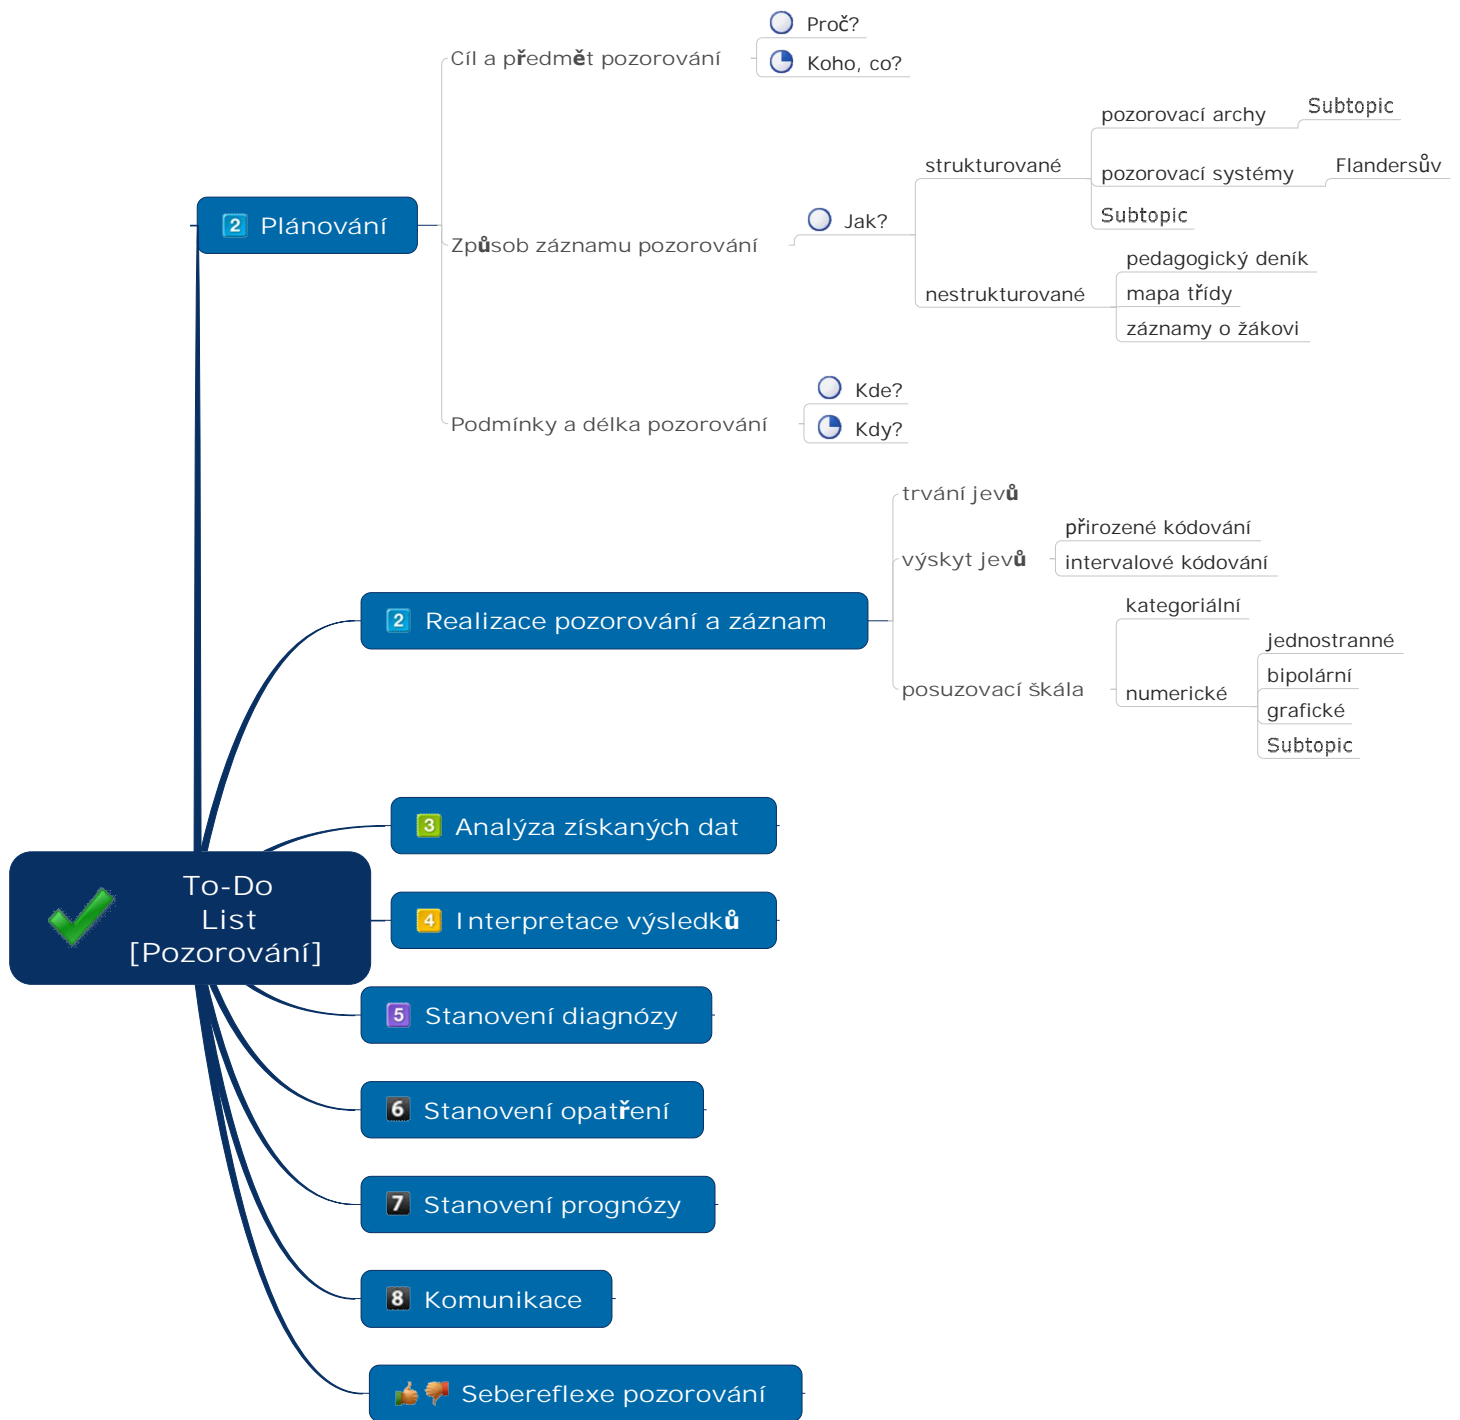 Proč?
Cíl a předmět pozorování
Koho, co?
Subtopic
pozorovací archy
strukturované
pozorovací systémy
Flandersův
Subtopic
2 Plánování
Způsob záznamu pozorování
Jak?
pedagogický deník
nestrukturované
mapa třídy
záznamy o žákovi
Kde?
Podmínky a délka pozorování
Kdy?
trvání jevů
přirozené kódování
výskyt jevů
intervalové kódování
2 Realizace pozorování a záznam
kategoriální
jednostranné
posuzovací škála
numerické
bipolární
grafické
Subtopic
3 Analýza získaných dat
To-Do
List
[Pozorování]
4 Interpretace výsledků
5 Stanovení diagnózy
6 Stanovení opatření
7 Stanovení prognózy
8 Komunikace
Sebereflexe pozorování